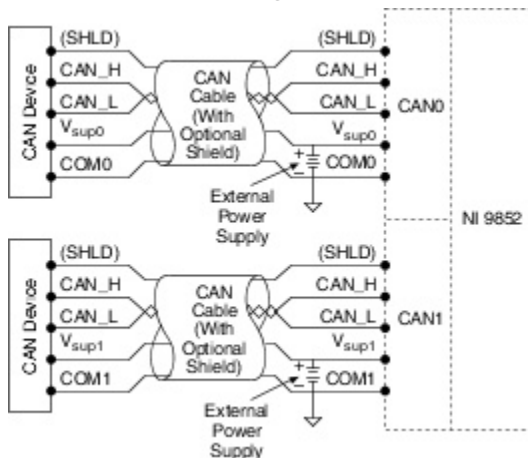 (SHLD)
CAN_H
CAN_L
Vsup0
COM0
CAN Device
CAN
Cable
(With
Optional
Shield)
(SHLD)
CAN_H
CAN_L
Vsup0
+
−
COM0
External
Power
Supply
CAN0
NI 9852
(SHLD)
CAN_H
CAN_L
Vsup1
COM1
CAN Device
CAN
Cable
(With
Optional
Shield)
(SHLD)
CAN_H
CAN_L
Vsup1
+
−
COM1
External
Power
Supply
CAN1